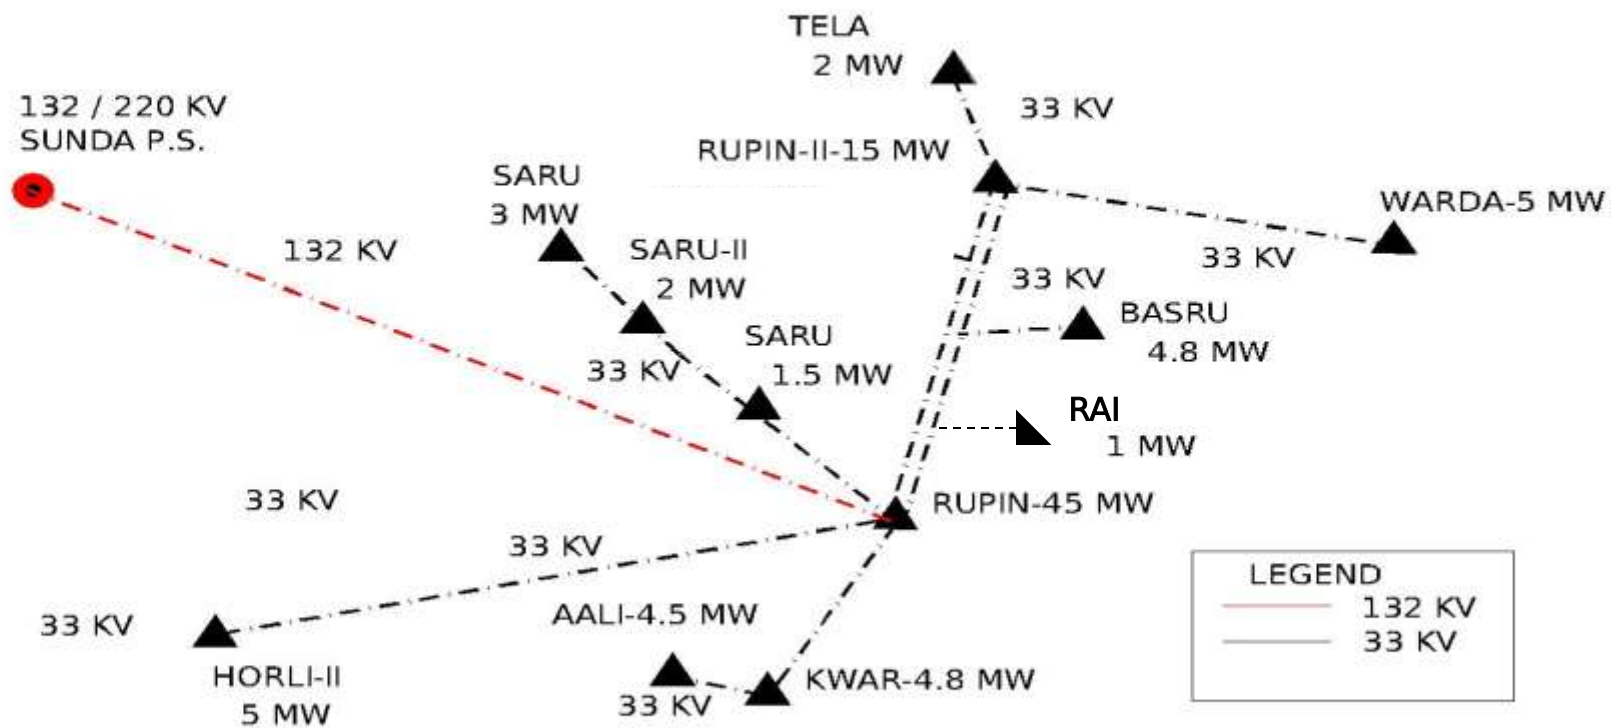 TELA
2 MW
132 / 220 KV
SUNDA P.S.
33 KV
RUPIN-II-15 MW
SARU
3 MW
WARDA-5 MW
132 KV
SARU-II
2 MW
33 KV
33 KV
BASRU
4.8 MW
SARU
1.5 MW
33 KV
RAI
1 MW
RUPIN-45 MW
33 KV
33 KV
LEGEND
132 KV
33 KV
AALI-4.5 MW
33 KV
HORLI-II
5 MW
KWAR-4.8 MW
33 KV